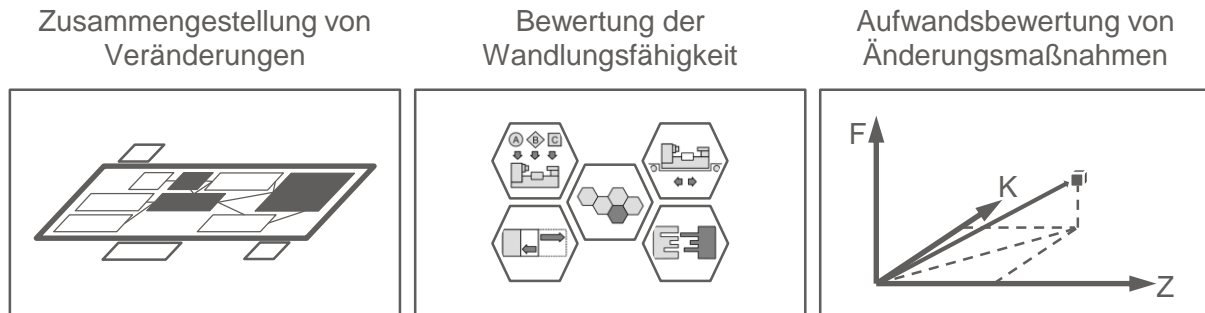 Zusammengestellung von
Veränderungen
Bewertung der
Wandlungsfähigkeit
Aufwandsbewertung von
Änderungsmaßnahmen
A B C
F
K
Z